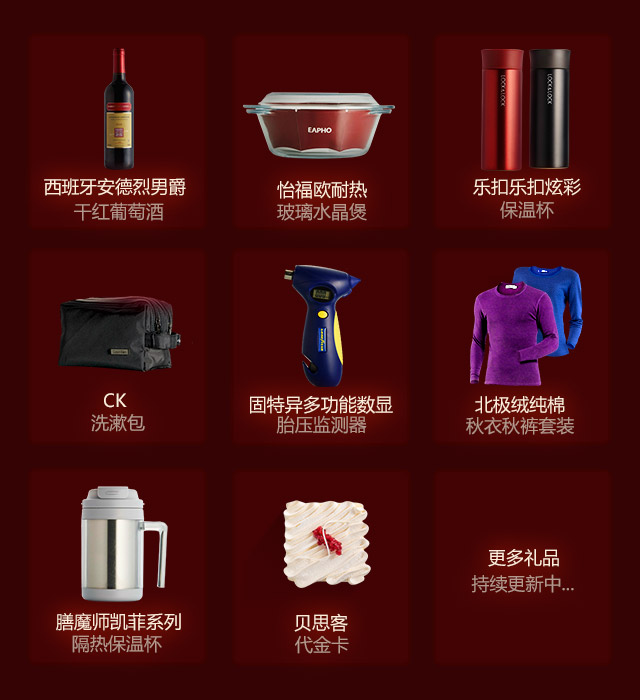 EAPHO
LOCK&LOCK
LOCK&LOCK
西班牙安德烈男爵
干红葡萄酒
怡福欧耐热
玻璃水晶煲
乐扣乐扣炫彩
保温杯
CK
洗漱包
固特异多功能数显
胎压监测器
北极绒纯棉
秋衣秋裤套装
膳魔师凯菲系列
隔热保温杯
贝思客
代金卡
更多礼品
持续更新中...